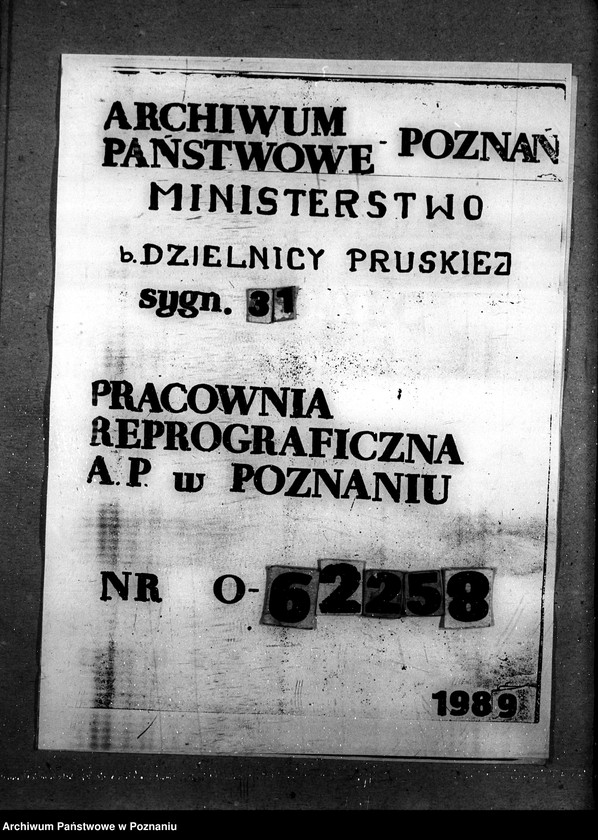 ARCHIWUM
PAŃSTWOWE - POZNAŃ
MINISTERSTWO
b. DZIELNICY PRUSKIEJ
sygn. 31
PRACOWNIA
REPROGRAFICZNA
A.P. w POZNANIU
NR O-62258
1989
Archiwum Państwowe w Poznaniu